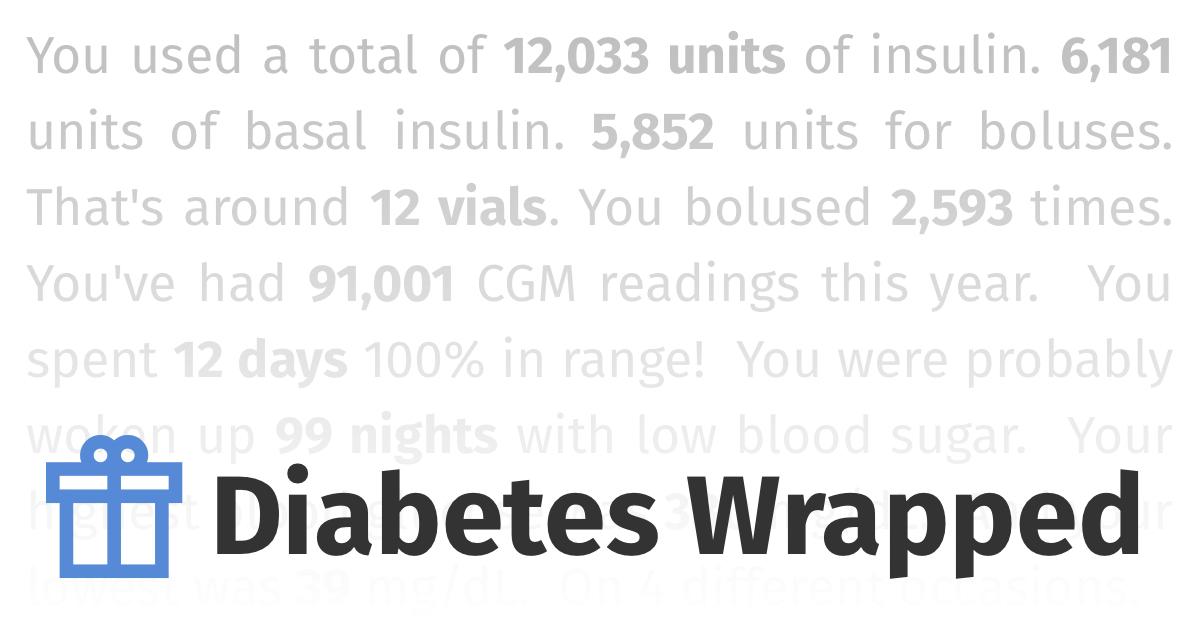 You used a total of 12,033 units of insulin. 6,181
units of basal insulin. 5,852 units for boluses.
That's around 12 vials. You bolused 2,593 times.
You've had 91,001 CGM readings this year. You
spent 12 days 100% in range! You were probably
woken up 99 nights with low blood sugar. Your
highest
Diabetes Wrapped
lowest was 39 mg/dL. On 4 different occasions.